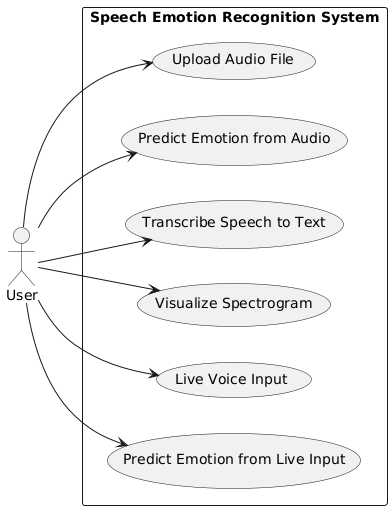 Speech Emotion Recognition System
Upload Audio File
Predict Emotion from Audio
Transcribe Speech to Text
User
Visualize Spectrogram
Live Voice Input
Predict Emotion from Live Input